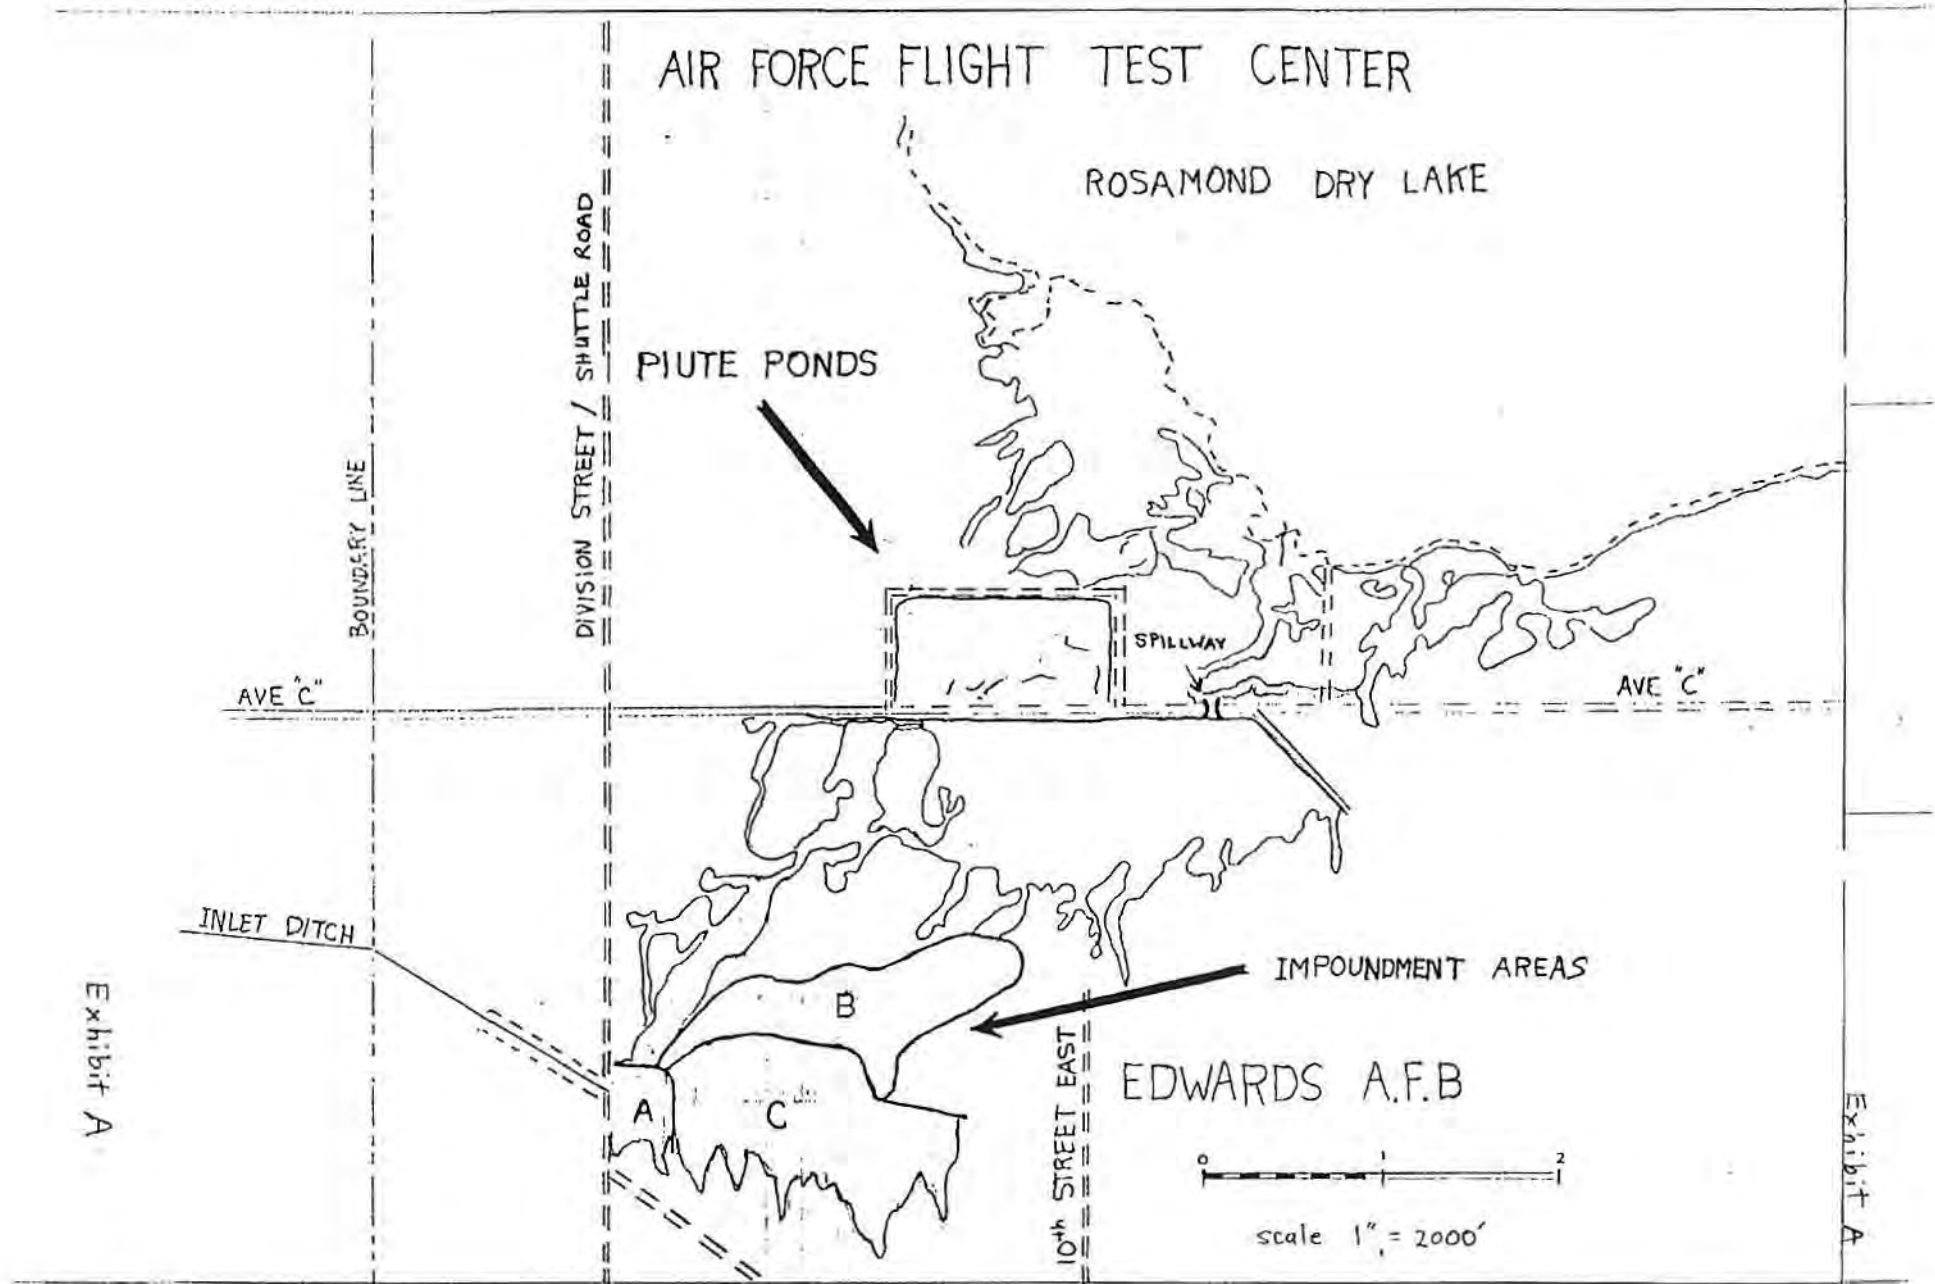 AIR FORCE FLIGHT TEST CENTER
ROSAMOND DRY LAKE
DIVISION STREET / SHUTTLE ROAD
PIUTE PONDS
BOUNDARY LINE
SPILLWAY
AVE "C"
AVE "C"
INLET DITCH
IMPOUNDMENT AREAS
B
A
C
10th STREET EAST
EDWARDS A.F.B
0 1 2
scale 1" = 2000'
Exhibit A
Exhibit A